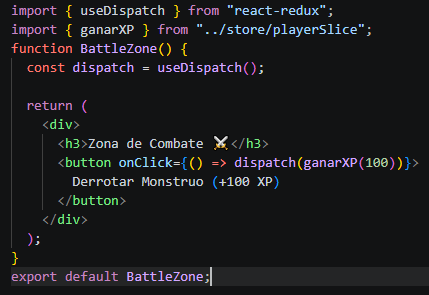 import { useDispatch } from "react-redux";
import { ganarXP } from "../store/playerSlice";
function BattleZone() {
  const dispatch = useDispatch();

  return (
    <div>
      <h3>Zona de Combate ⚔️</h3>
      <button onClick={() => dispatch(ganarXP(100))}>
        Derrotar Monstruo (+100 XP)
      </button>
    </div>
  );
}
export default BattleZone;